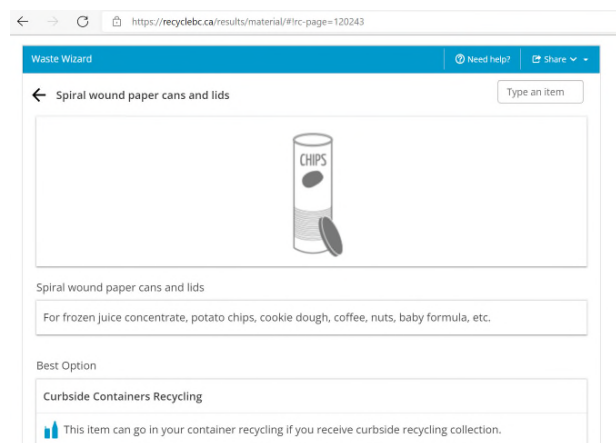 https://recyclebc.ca/results/material/#!rc-page=120243
Waste Wizard
Need help?
Share
Spiral wound paper cans and lids
Type an item
CHIPS
Spiral wound paper cans and lids
For frozen juice concentrate, potato chips, cookie dough, coffee, nuts, baby formula, etc.
Best Option
Curbside Containers Recycling
This item can go in your container recycling if you receive curbside recycling collection.